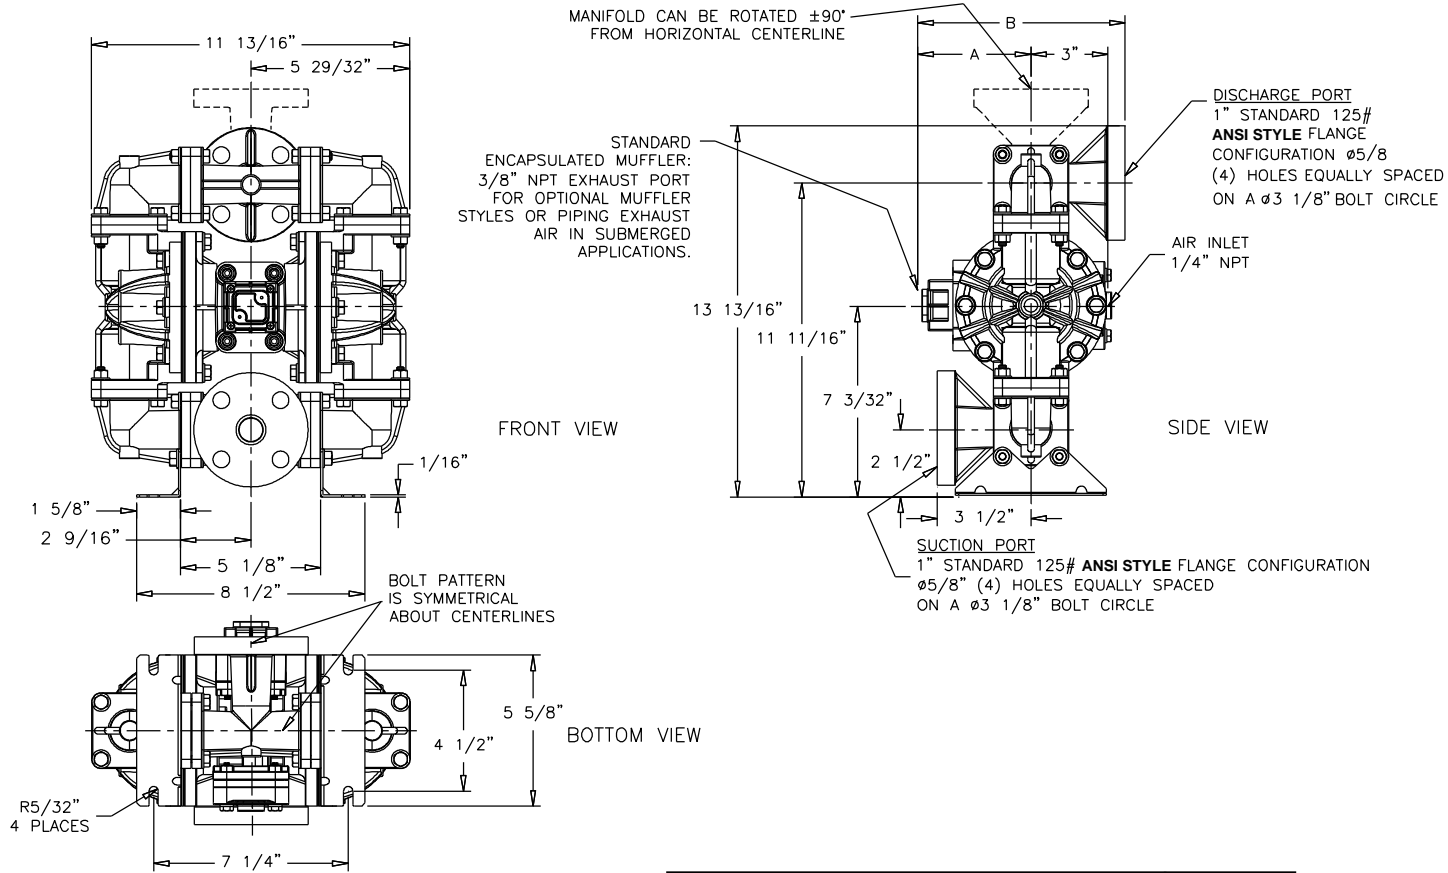 MANIFOLD CAN BE ROTATED ±90°
FROM HORIZONTAL CENTERLINE
B
A
3"
11 13/16"
5 29/32"
DISCHARGE PORT
1" STANDARD 125#
ANSI STYLE FLANGE
CONFIGURATION ø5/8
(4) HOLES EQUALLY SPACED
ON A ø3 1/8" BOLT CIRCLE
STANDARD
ENCAPSULATED MUFFLER:
3/8" NPT EXHAUST PORT
FOR OPTIONAL MUFFLER
STYLES OR PIPING EXHAUST
AIR IN SUBMERGED
APPLICATIONS.
AIR INLET
1/4" NPT
13 13/16"
11 11/16"
7 3/32"
FRONT VIEW
SIDE VIEW
1/16"
2 1/2"
1 5/8"
2 9/16"
3 1/2"
5 1/8"
8 1/2"
SUCTION PORT
1" STANDARD 125# ANSI STYLE FLANGE CONFIGURATION
ø5/8" (4) HOLES EQUALLY SPACED
ON A ø3 1/8" BOLT CIRCLE
BOLT PATTERN
IS SYMMETRICAL
ABOUT CENTERLINES
5 5/8"
4 1/2"
BOTTOM VIEW
R5/32"
4 PLACES
7 1/4"